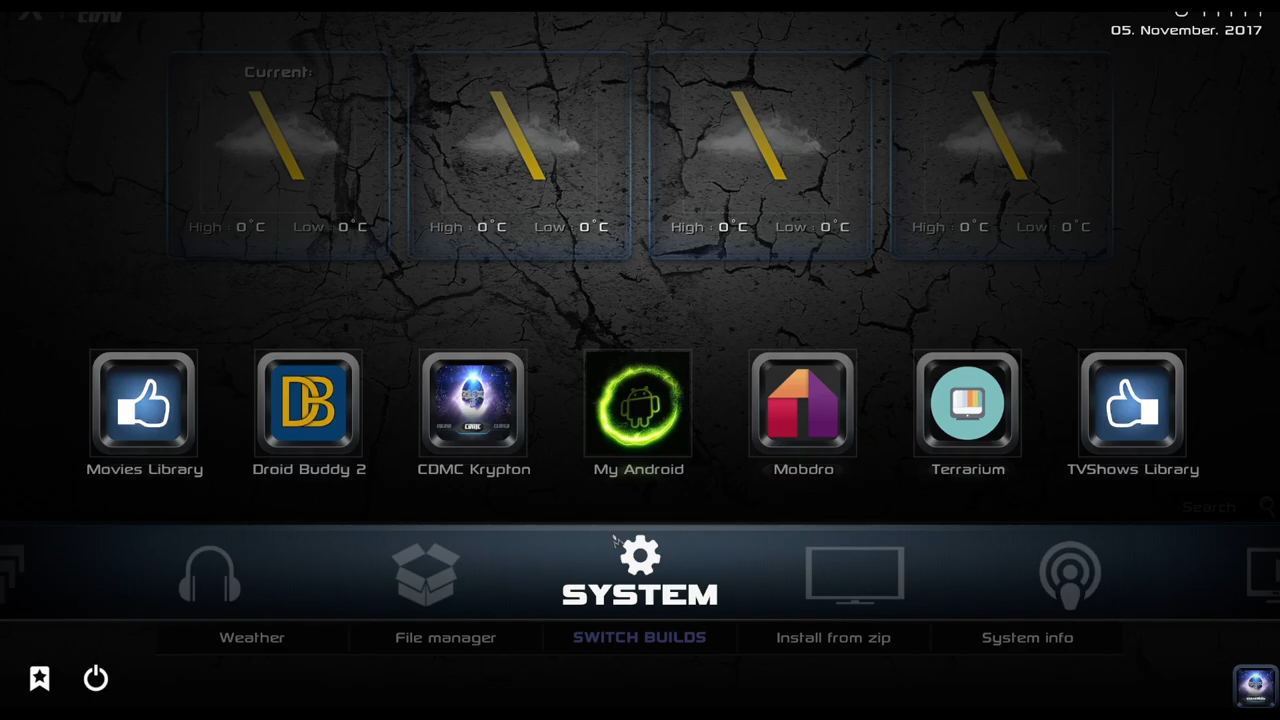 CDTV
05. November. 2017
Current:
High : 0°C Low : 0°C
High : 0°C Low : 0°C
High : 0°C Low : 0°C
High : 0°C Low : 0°C
DB
Movies Library
Droid Buddy 2
CDMC Krypton
My Android
Mobdro
Terrarium
TVShows Library
Search
SYSTEM
Weather
File manager
SWITCH BUILDS
Install from zip
System info